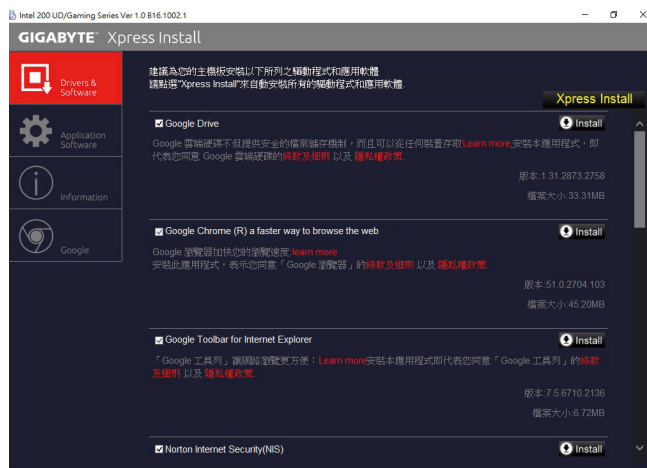 Intel 200 UD/Gaming Series Ver 1.0 B16.1002.1
GIGABYTE™ Xpress Install
Drivers & Software
建議為您的主機板安裝以下所列之驅動程式和應用軟體
請點選"Xpress Install"來自動安裝所有的驅動程式和應用軟體.
Xpress Install
Google Drive
Install
Google 雲端硬碟不但提供安全的檔案儲存機制，而且可以從任何裝置存取Learn more,安裝本應用程式，即
代表您同意 Google 雲端硬碟的條款及細則 以及 隱私權政策.
版本:1.31.2873.2758
檔案大小:33.31MB
Application Software
Information
Google
Google Chrome (R) a faster way to browse the web
Install
Google 瀏覽器加快您的瀏覽速度.learn more
安裝此應用程式，表示您同意「Google 瀏覽器」的條款及細則 以及 隱私權政策.
版本:51.0.2704.103
檔案大小:45.20MB
Google Toolbar for Internet Explorer
Install
「Google 工具列」讓網路瀏覽更方便：Learn more安裝本應用程式即代表您同意「Google 工具列」的條款
及細則 以及 隱私權政策.
版本:7.5.6710.2136
檔案大小:6.72MB
Norton Internet Security(NIS)
Install